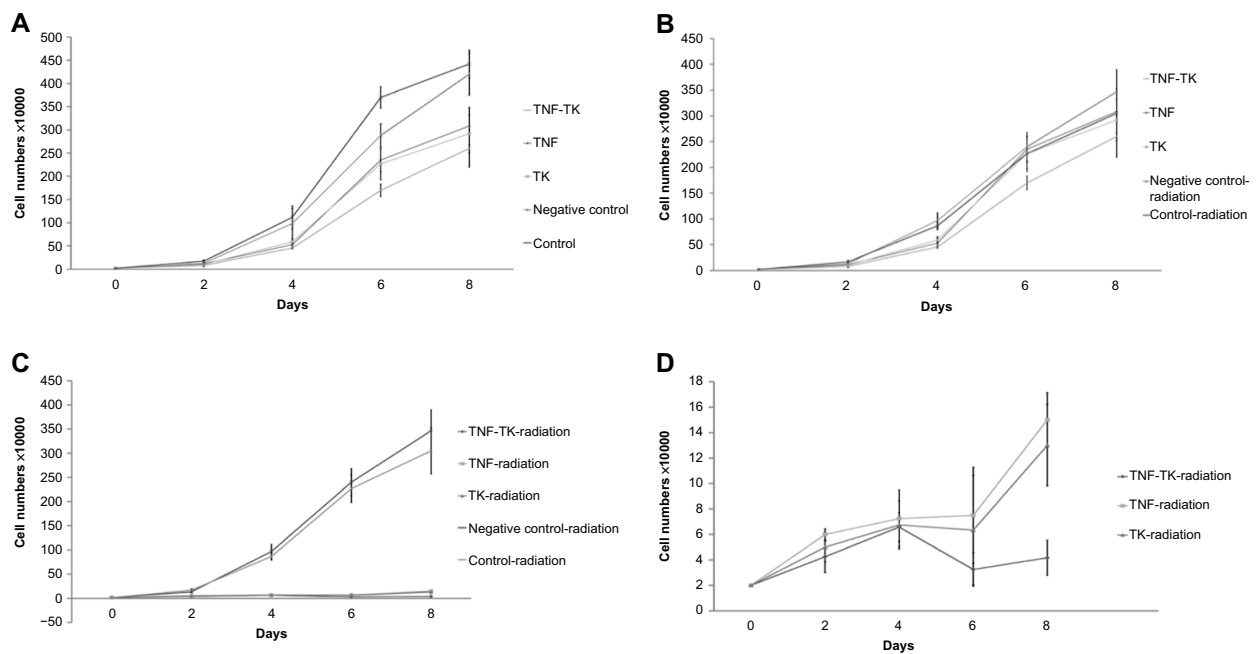 A
Cell numbers ×10000
500
450
400
350
300
250
200
150
100
50
0
0 2 4 6 8
Days
TNF-TK
TNF
TK
Negative control
Control
B
Cell numbers ×10000
450
400
350
300
250
200
150
100
50
0
0 2 4 6 8
Days
TNF-TK
TNF
TK
Negative control-
radiation
Control-radiation
C
Cell numbers ×10000
450
400
350
300
250
200
150
100
50
0
−50
0 2 4 6 8
Days
TNF-TK-radiation
TNF-radiation
TK-radiation
Negative control-radiation
Control-radiation
D
Cell numbers ×10000
18
16
14
12
10
8
6
4
2
0
0 2 4 6 8
Days
TNF-TK-radiation
TNF-radiation
TK-radiation